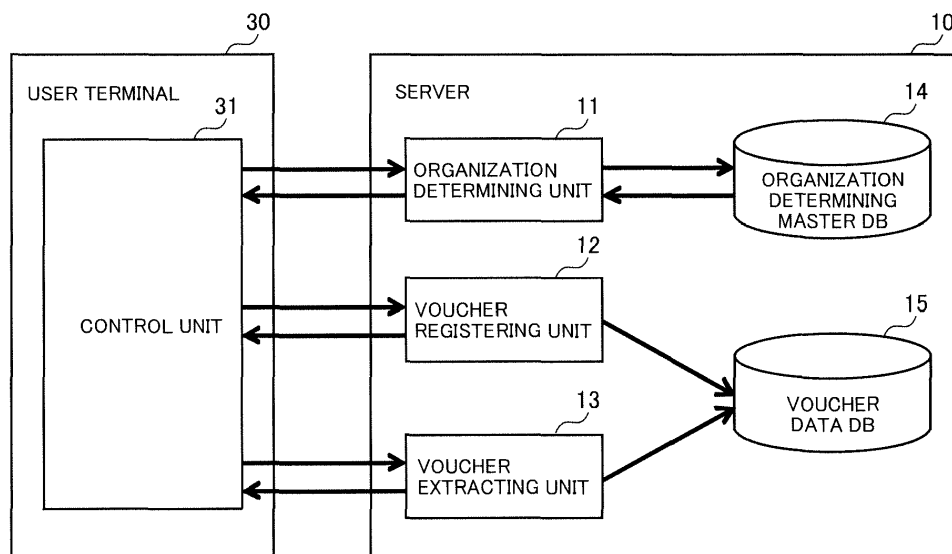 30
10
USER TERMINAL
SERVER
31
11
14
ORGANIZATION
DETERMINING UNIT
ORGANIZATION
DETERMINING
MASTER DB
12
CONTROL UNIT
VOUCHER
REGISTERING UNIT
15
VOUCHER
DATA DB
13
VOUCHER
EXTRACTING UNIT